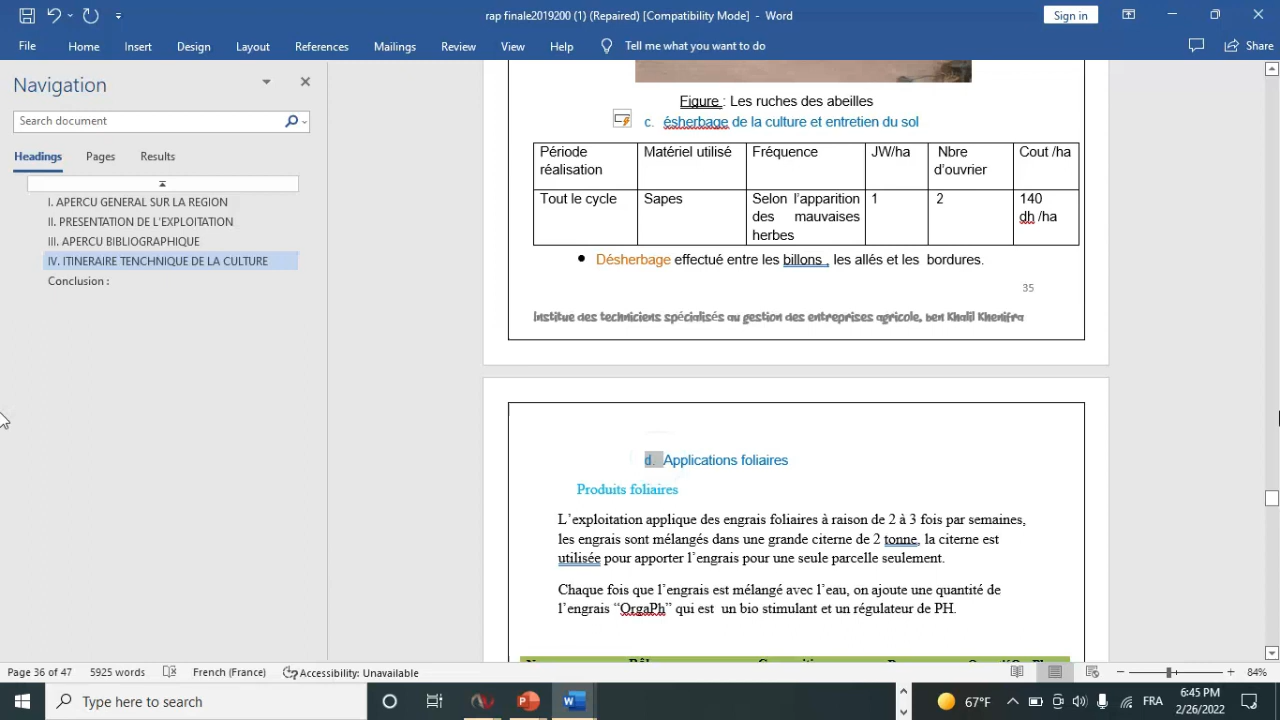 rap finale2019200 (1) (Repaired) [Compatibility Mode] - Word
Sign in
File Home Insert Design Layout References Mailings Review View Help Tell me what you want to do Share
Navigation
Search document
Headings Pages Results
I. APERCU GENERAL SUR LA REGION
II. PRESENTATION DE L'EXPLOITATION
III. APERCU BIBLIOGRAPHIQUE
IV. ITINERAIRE TENCHNIQUE DE LA CULTURE
Conclusion :
Figure : Les ruches des abeilles
c. ésherbage de la culture et entretien du sol
Période réalisation Matériel utilisé Fréquence JW/ha Nbre d'ouvrier Cout /ha
Tout le cycle Sapes Selon l'apparition des mauvaises herbes 1 2 140 dh /ha
• Désherbage effectué entre les billons , les allés et les bordures.
35
Institue des techniciens spécialisés au gestion des entreprises agricole, ben Khalil Khenifra
d. Applications foliaires
Produits foliaires
L'exploitation applique des engrais foliaires à raison de 2 à 3 fois par semaines,
les engrais sont mélangés dans une grande citerne de 2 tonne, la citerne est
utilisée pour apporter l'engrais pour une seule parcelle seulement.
Chaque fois que l'engrais est mélangé avec l'eau, on ajoute une quantité de
l'engrais “OrgaPh” qui est un bio stimulant et un régulateur de PH.
Page 36 of 47 5925 words French (France) Accessibility: Unavailable 84%
Type here to search 67°F FRA 6:45 PM
2/26/2022